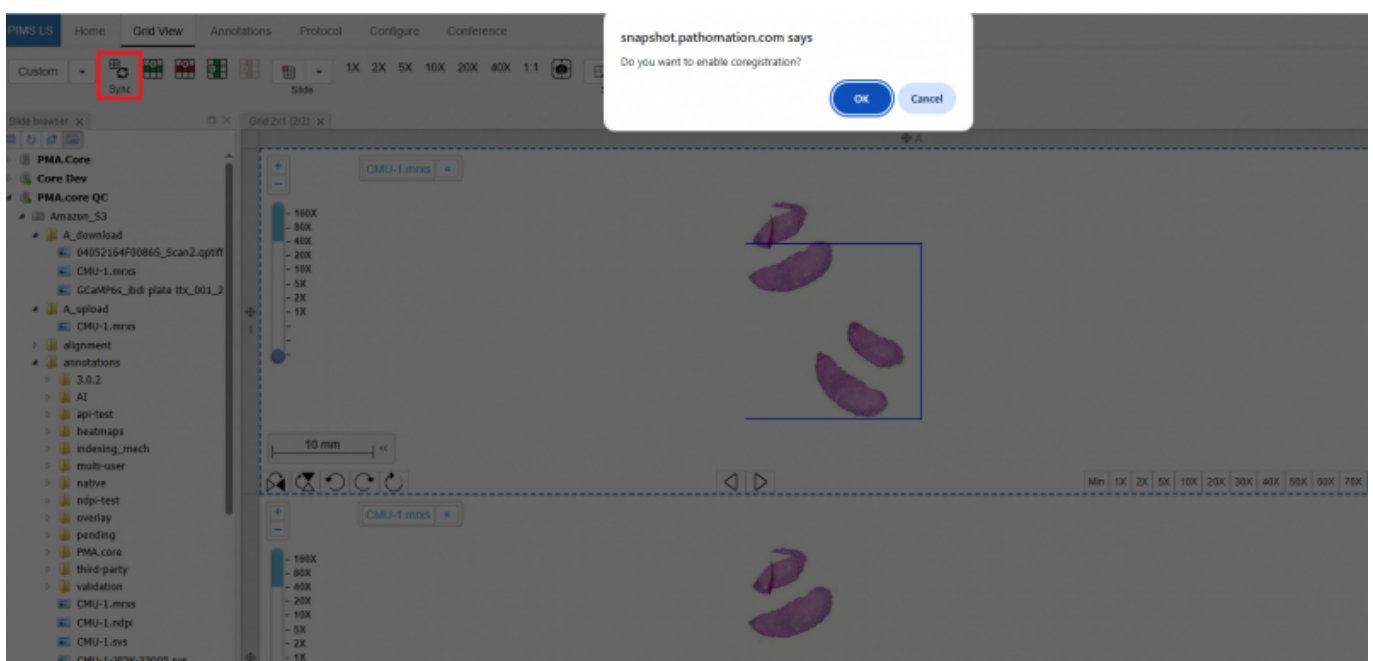 PIMS LS Home Grid View Annotations Protocol Configure Conference
snapshot.pathomation.com says
Do you want to enable coregistration?
OK Cancel
Custom
Sync
1X 2X 5X 10X 20X 40X 1:1
Slide
Slide browser x
Grid 2x1 (2/2) x
A
PMA.Core
Core Dev
PMA.core QC
Amazon_S3
A_download
04052164F00865_Scan2.qptiff
CMU-1.mrxs
GCaMP6s_ibdi plate ttx_001_2
A_upload
CMU-1.mrxs
alignment
annotations
3.0.2
AI
api-test
heatmaps
indexing_mech
multi-user
native
ndpi-test
overlay
pending
PMA.core
third-party
validation
CMU-1.mrxs
CMU-1.ndpi
CMU-1.svs
+
CMU-1.mrxs «
-
160X
80X
40X
20X
10X
5X
2X
1X
1
10 mm «
Min 1X 2X 5X 10X 20X 30X 40X 50X 60X 70X
+
CMU-1.mrxs «
-
160X
80X
40X
20X
10X
5X
2X
1X